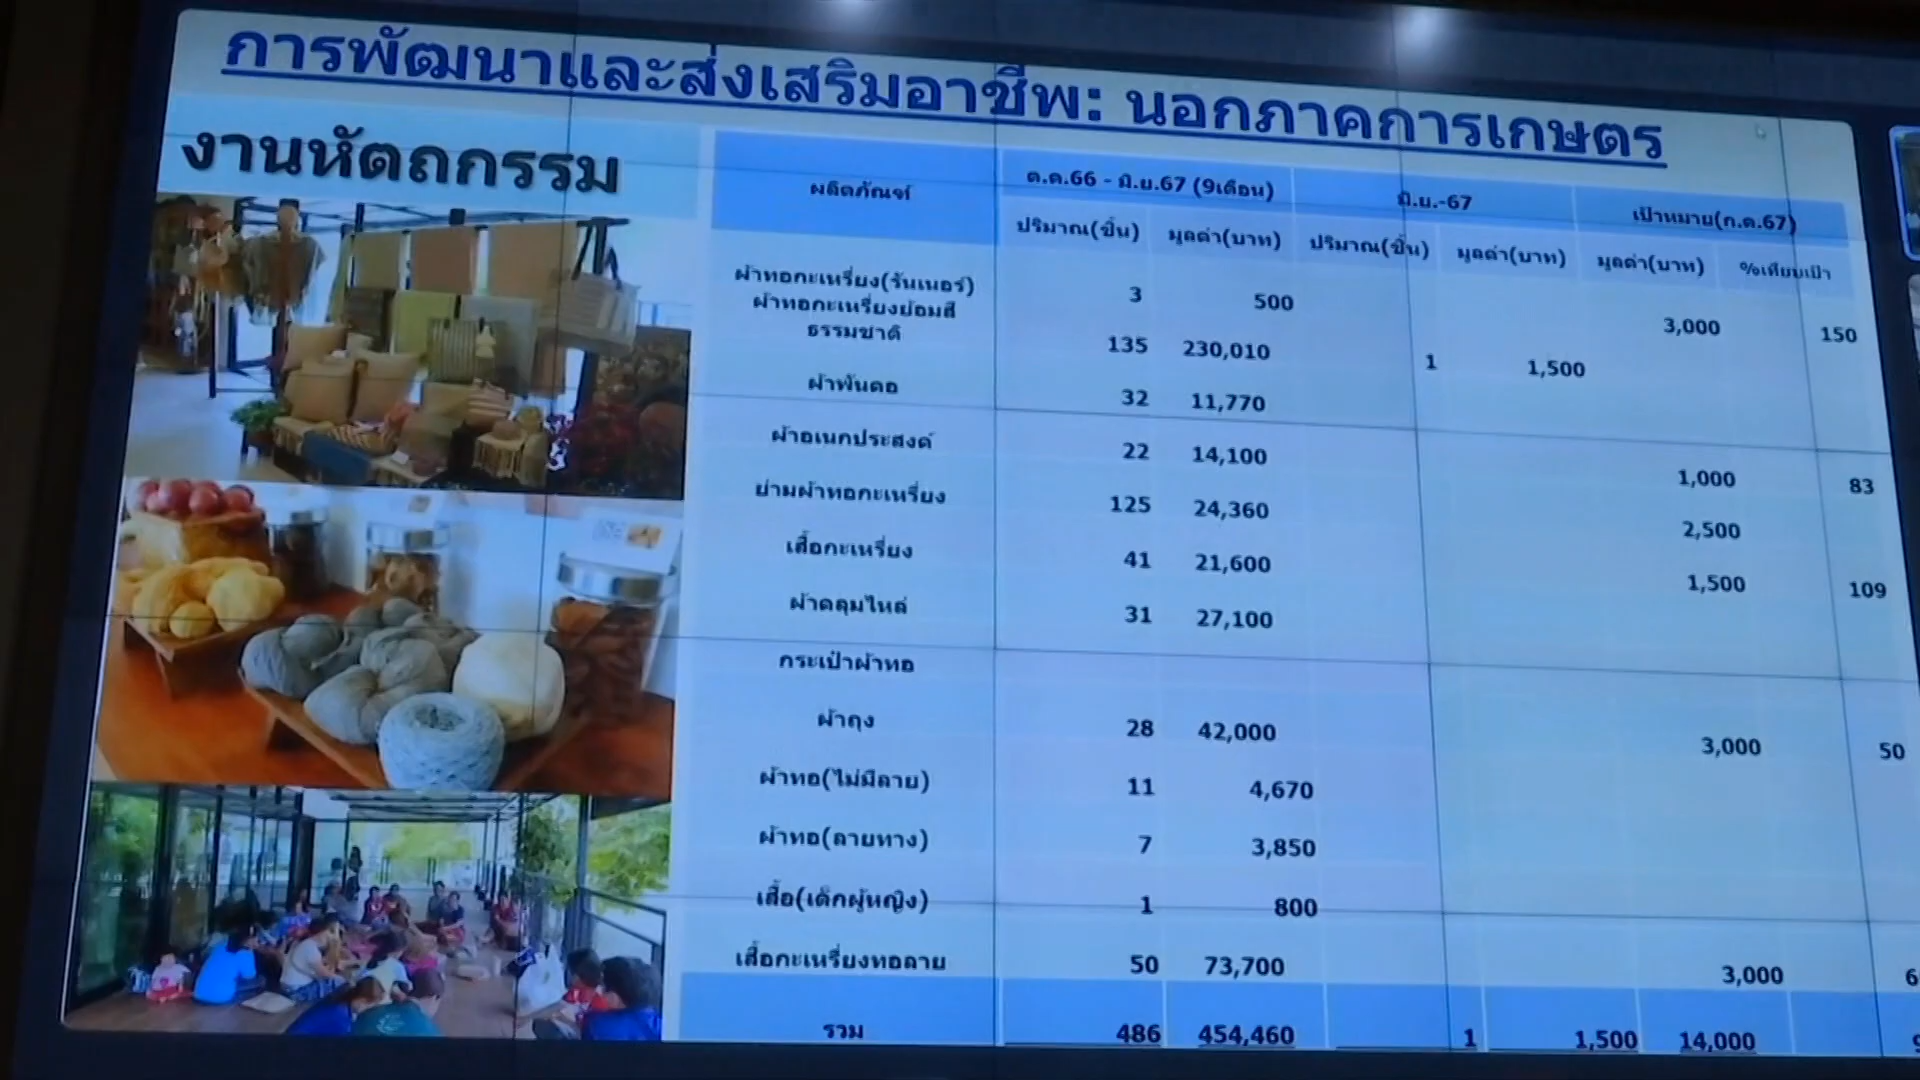 การพัฒนาและส่งเสริมอาชีพ: นอกภาคการเกษตร
งานหัตถกรรม
ผลิตภัณฑ์ ต.ค.66 - มิ.ย.67 (9เดือน) มิ.ย.-67 เป้าหมาย(ก.ค.67)
ปริมาณ(ชิ้น) มูลค่า(บาท) ปริมาณ(ชิ้น) มูลค่า(บาท) มูลค่า(บาท) %เทียบเป้า
ผ้าทอกะเหรี่ยง(รันเนอร์) 3 500 3,000 150
ผ้าทอกะเหรี่ยงย้อมสี
ธรรมชาติ 135 230,010 1 1,500
ผ้าพันคอ 32 11,770
ผ้าอเนกประสงค์ 22 14,100 1,000 83
ย่ามผ้าทอกะเหรี่ยง 125 24,360 2,500
เสื้อกะเหรี่ยง 41 21,600 1,500 109
ผ้าคลุมไหล่ 31 27,100
กระเป๋าผ้าทอ
ผ้าถุง 28 42,000 3,000 50
ผ้าทอ(ไม่มีลาย) 11 4,670
ผ้าทอ(ลายทาง) 7 3,850
เสื้อ(เด็กผู้หญิง) 1 800
เสื้อกะเหรี่ยงทอลาย 50 73,700 3,000
รวม 486 454,460 1 1,500 14,000